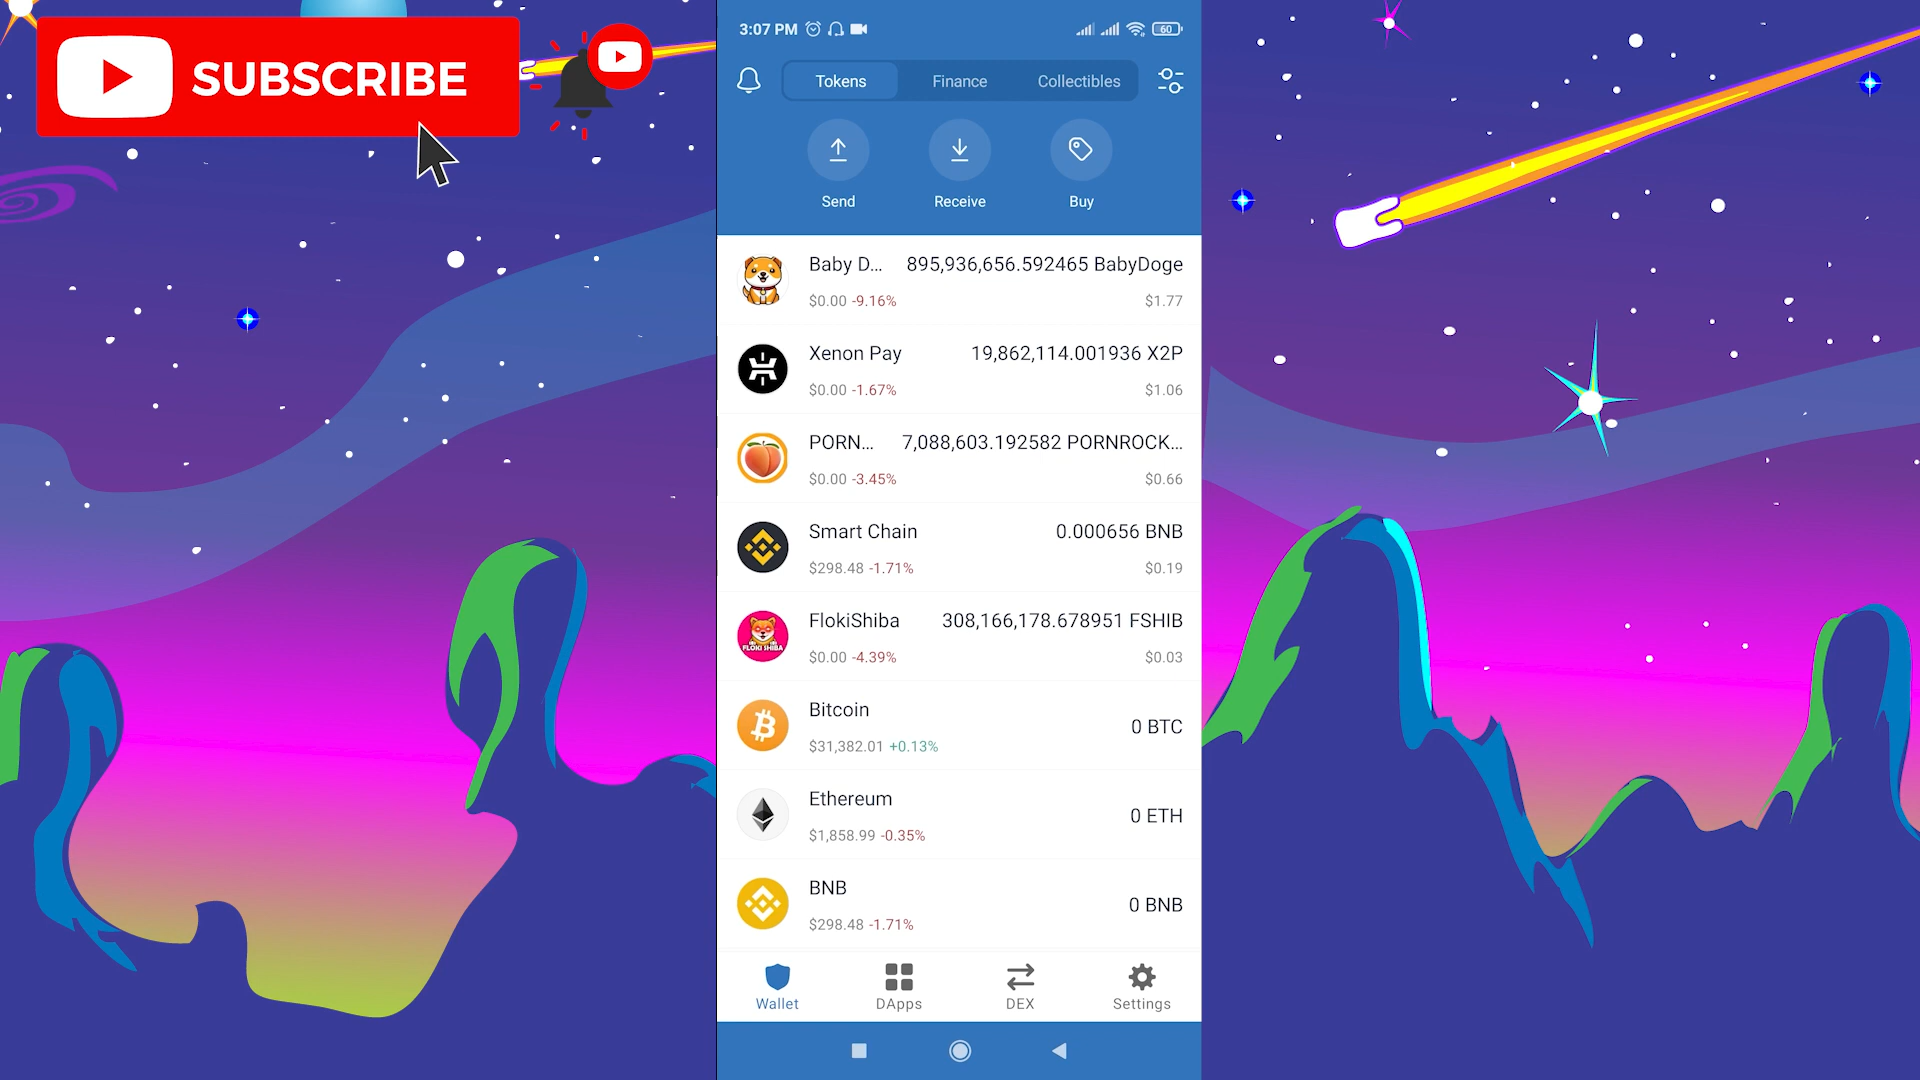 SUBSCRIBE
3:07 PM
60
Tokens
Finance
Collectibles
Send
Receive
Buy
Baby D... 895,936,656.592465 BabyDoge
$0.00 -9.16% $1.77
Xenon Pay 19,862,114.001936 X2P
$0.00 -1.67% $1.06
PORN... 7,088,603.192582 PORNROCK...
$0.00 -3.45% $0.66
Smart Chain 0.000656 BNB
$298.48 -1.71% $0.19
FLOKI SHIBA
FlokiShiba 308,166,178.678951 FSHIB
$0.00 -4.39% $0.03
Bitcoin
0 BTC
$31,382.01 +0.13%
Ethereum
0 ETH
$1,858.99 -0.35%
BNB
0 BNB
$298.48 -1.71%
Wallet
DApps
DEX
Settings